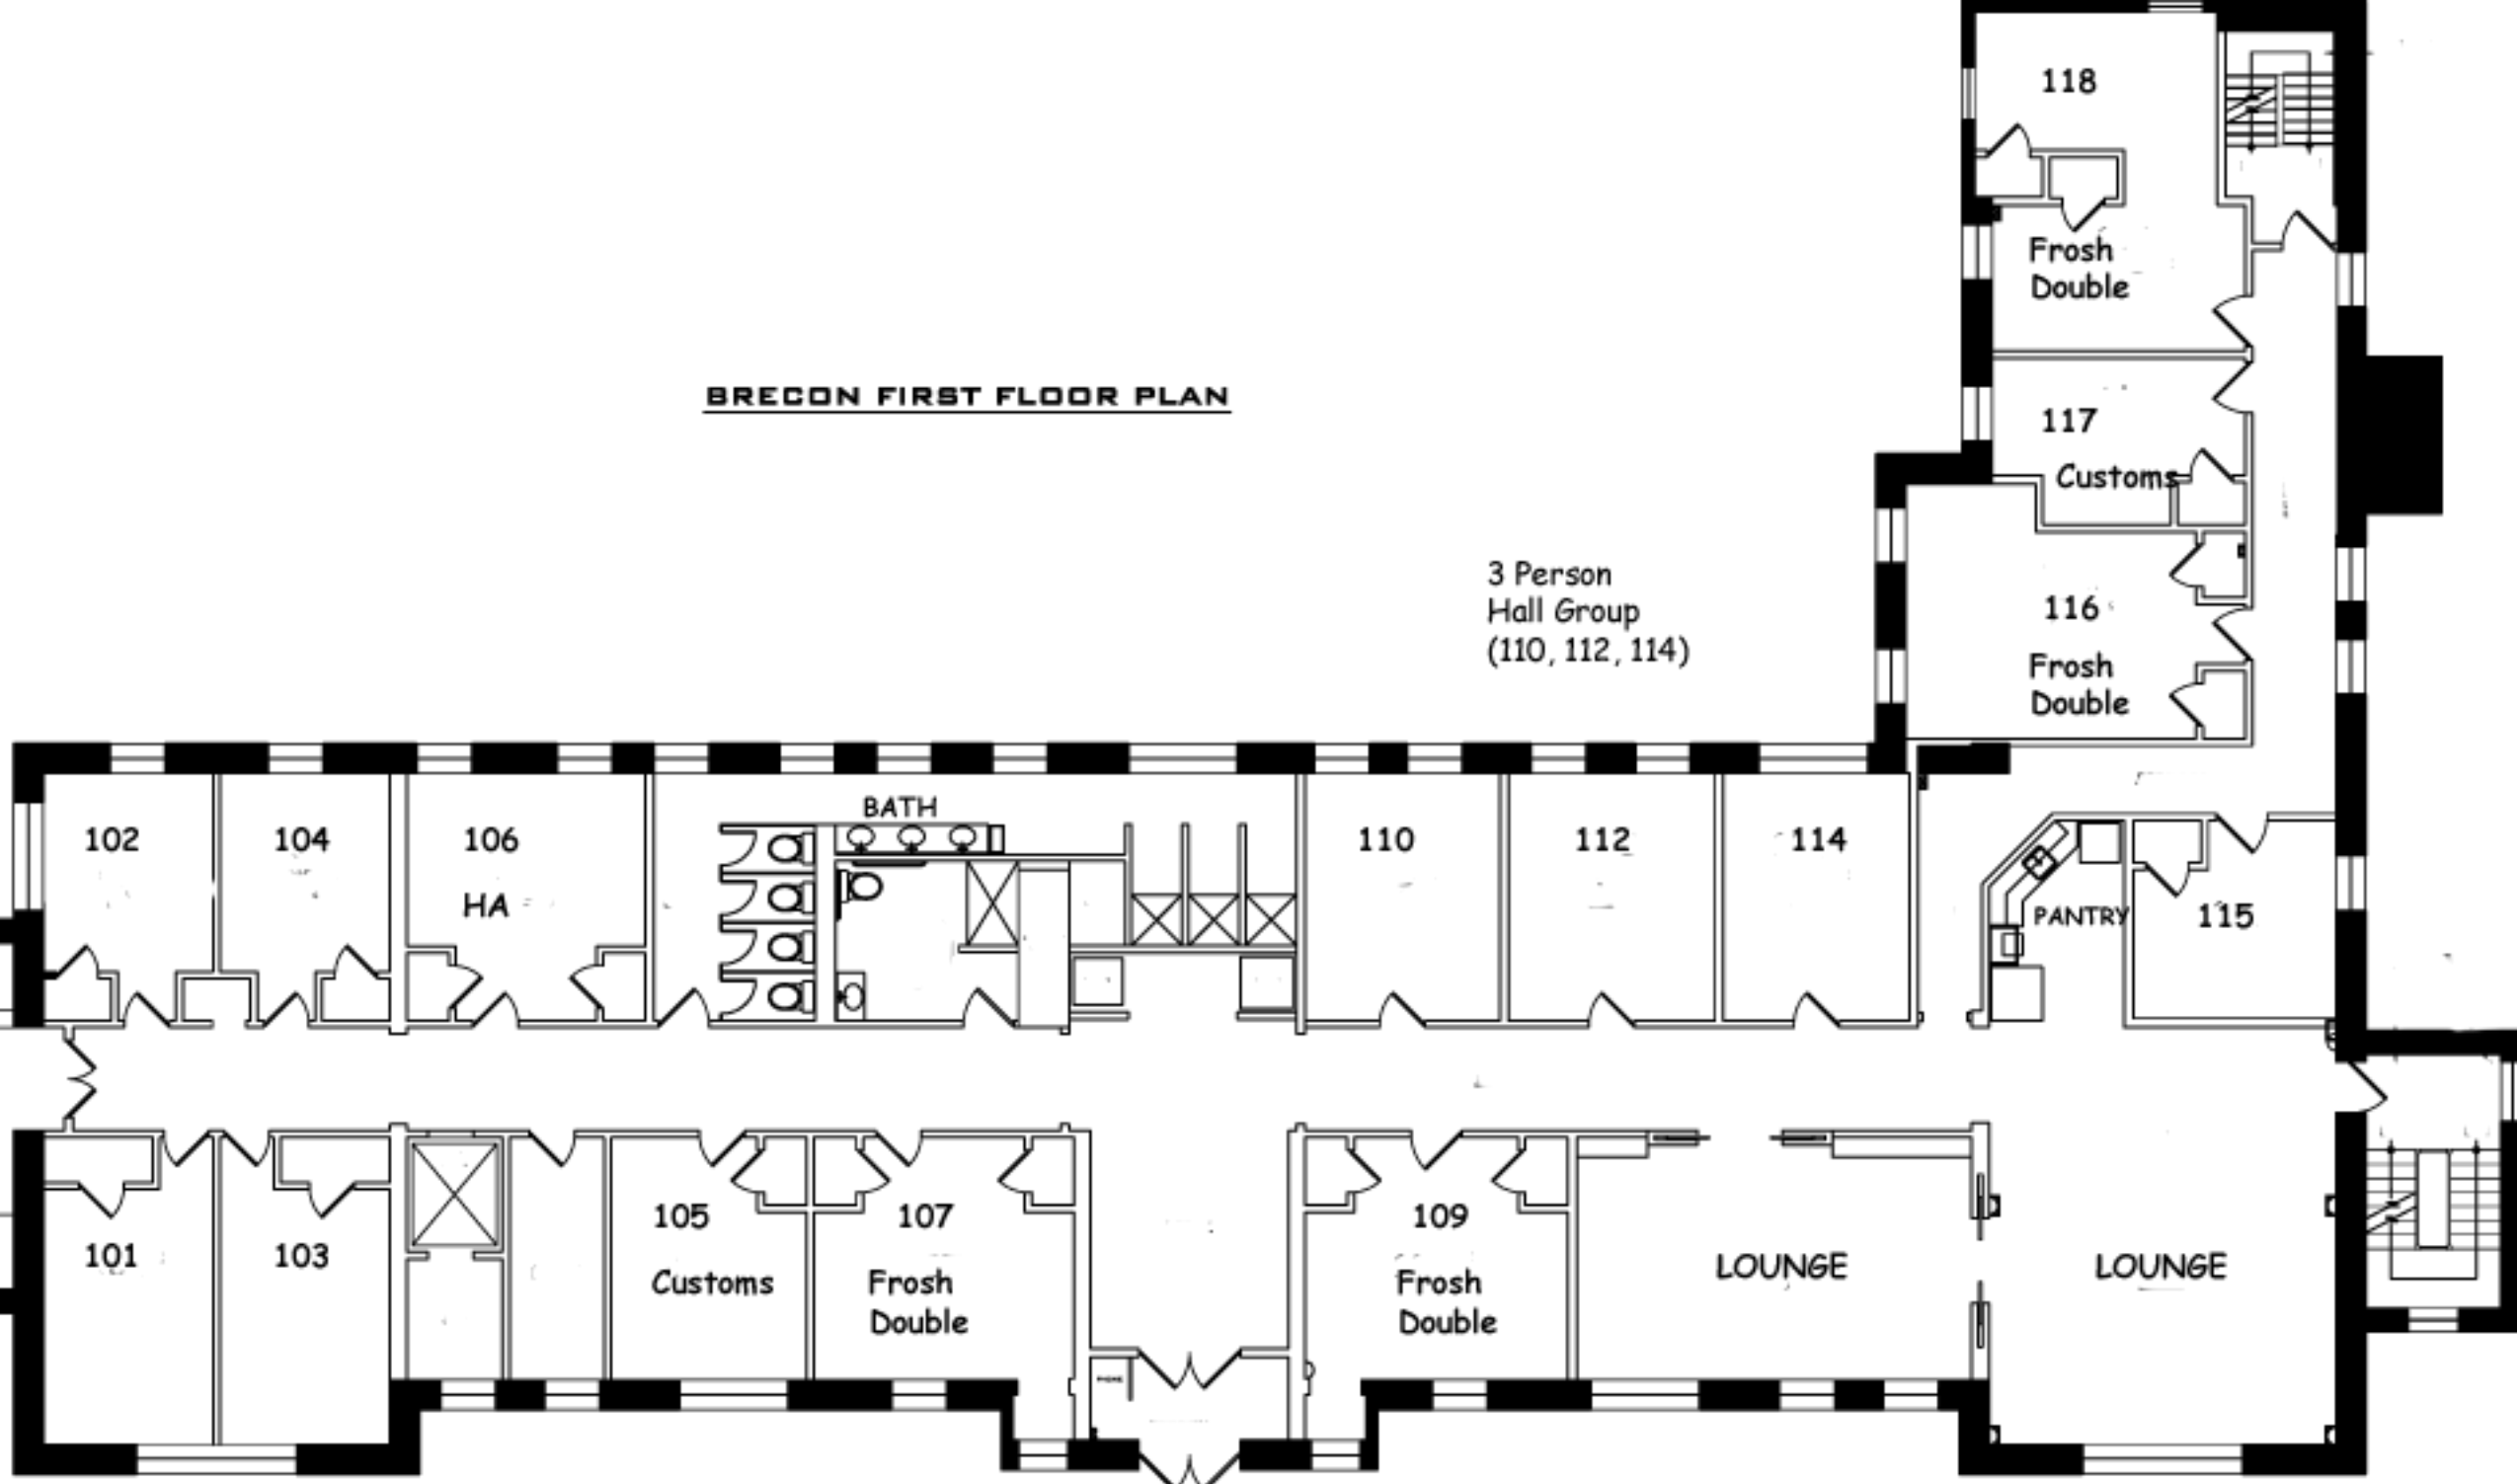 118
Frosh
Double
BRECON FIRST FLOOR PLAN
117
Customs
3 Person
Hall Group
(110, 112, 114)
116
Frosh
Double
102
104
106
HA
BATH
110
112
114
PANTRY
115
101
103
105
Customs
107
Frosh
Double
109
Frosh
Double
LOUNGE
LOUNGE